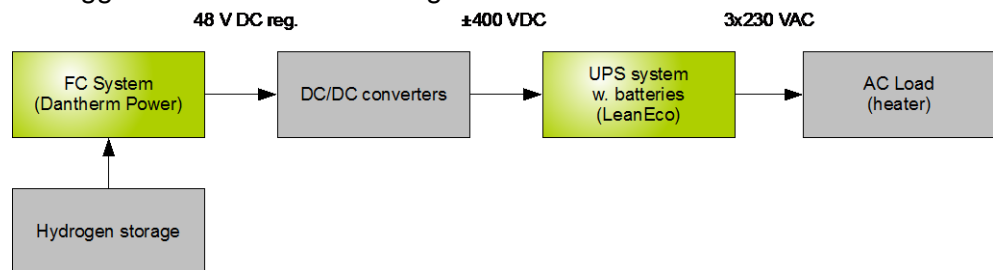 48 V DC reg. ±400 VDC 3x230 VAC
FC System
(Dantherm Power)
DC/DC converters
UPS system
w. batteries
(LeanEco)
AC Load
(heater)
Hydrogen storage